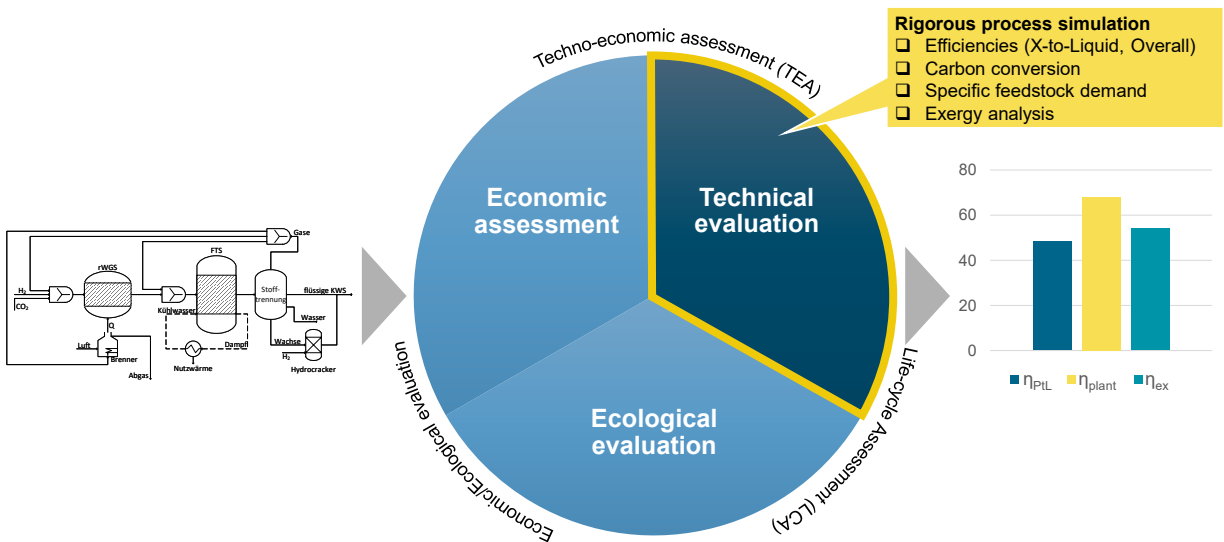 Techno-economic assessment (TEA)
Rigorous process simulation
❑ Efficiencies (X-to-Liquid, Overall)
❑ Carbon conversion
❑ Specific feedstock demand
❑ Exergy analysis
Economic
assessment
Technical
evaluation
Ecological
evaluation
Economic/Ecological evaluation
Life-cycle Assessment (LCA)
Gase
FTS
rWGS
H₂
CO₂
Kühlwasser
Stoff-
trennung
flüssige KWS
Wasser
Q
Luft
Brenner
Abgas
Dampf
Nutzwärme
Wachse
H₂
Hydrocracker
80
60
40
20
0
ηPtL ηplant ηex